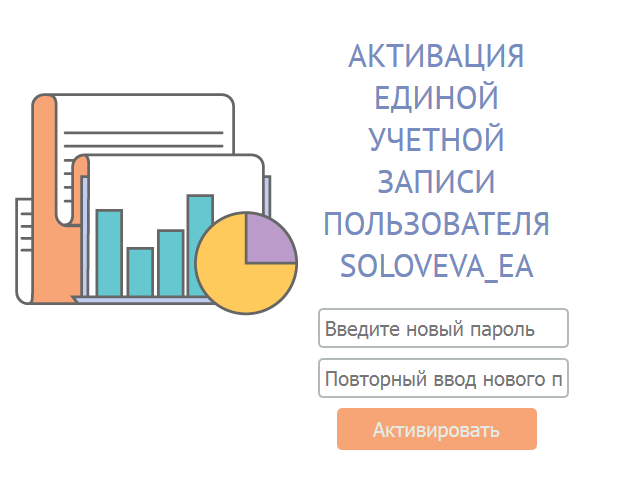 АКТИВАЦИЯ
ЕДИНОЙ
УЧЕТНОЙ
ЗАПИСИ
ПОЛЬЗОВАТЕЛЯ
SOLOVEVA_EA
Введите новый пароль
Повторный ввод нового п
Активировать